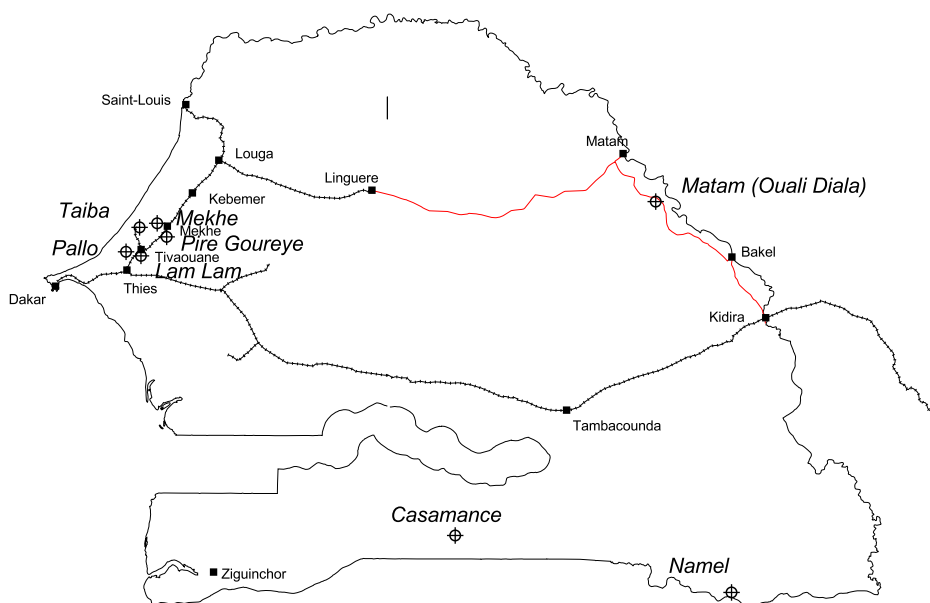 Saint-Louis
Matam
Louga
Linguere
Matam (Ouali Diala)
Kebemer
Taiba
Mekhe
Mekhe
Pallo
Pire Goureye
Tivaouane
Bakel
Lam Lam
Thies
Dakar
Kidira
Tambacounda
Casamance
Namel
Ziguinchor